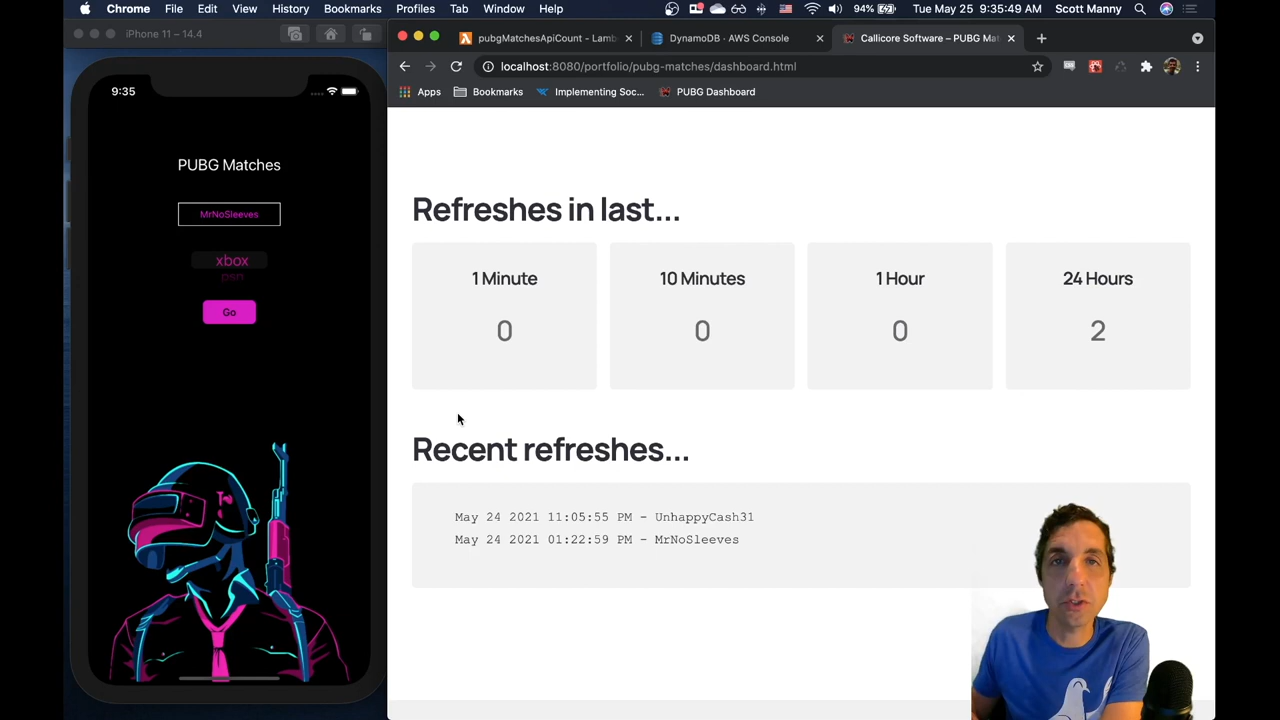 Chrome File Edit View History Bookmarks Profiles Tab Window Help 94% Tue May 25 9:35:49 AM Scott Manny
iPhone 11 – 14.4
pubgMatchesApiCount - Lamb
DynamoDB · AWS Console
Callicore Software – PUBG Mat
localhost:8080/portfolio/pubg-matches/dashboard.html
Apps Bookmarks Implementing Soc... PUBG Dashboard
9:35
PUBG Matches
MrNoSleeves
xbox
psn
Go
Refreshes in last...
1 Minute 10 Minutes 1 Hour 24 Hours
0 0 0 2
Recent refreshes...
May 24 2021 11:05:55 PM - UnhappyCash31
May 24 2021 01:22:59 PM - MrNoSleeves